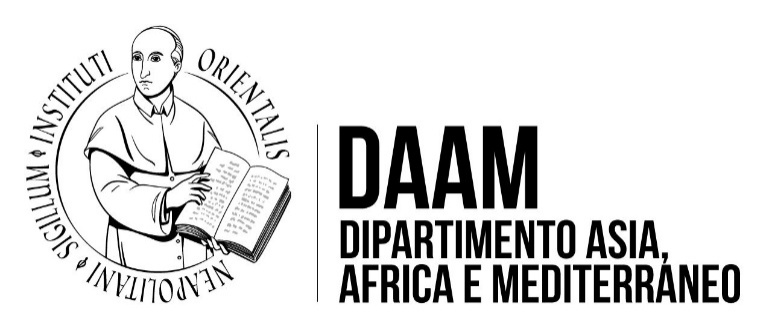 SIGILLUM φ INSTITUTI ORIENTALIS NEAPOLITANI φ
DAAM
DIPARTIMENTO ASIA,
AFRICA E MEDITERRANEO